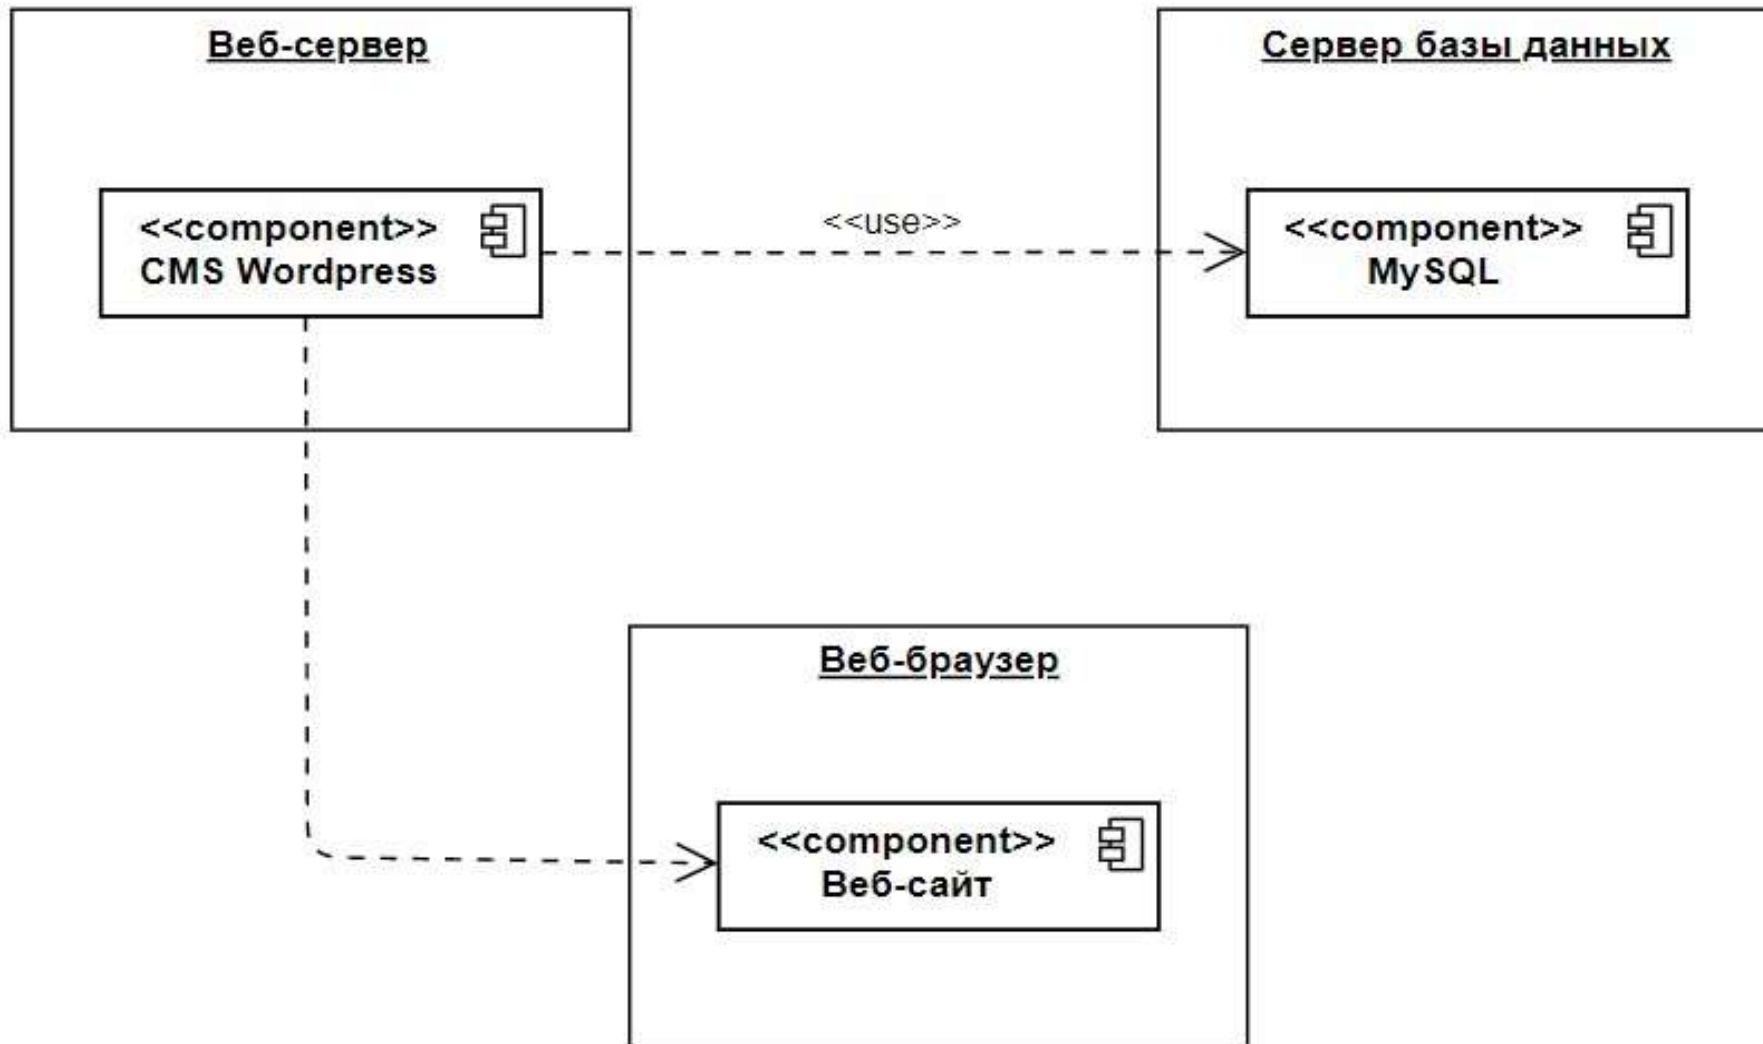 Веб-сервер
Сервер базы данных
<<component>>
CMS Wordpress
<<use>>
<<component>>
MySQL
Веб-браузер
<<component>>
Веб-сайт